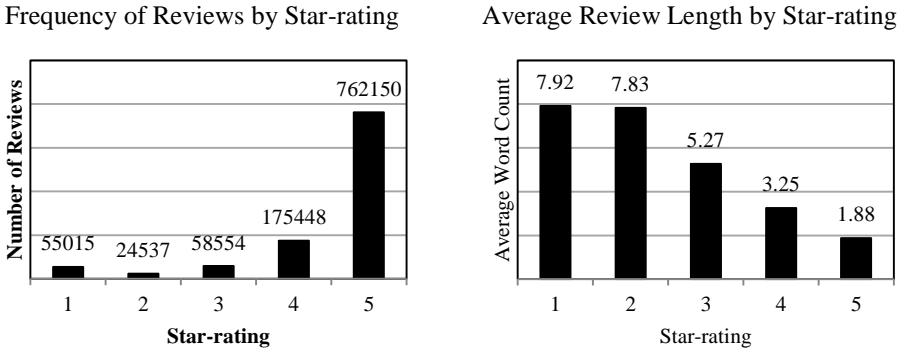 Frequency of Reviews by Star-rating
Number of Reviews
55015
24537
58554
175448
762150
1 2 3 4 5
Star-rating
Average Review Length by Star-rating
Average Word Count
7.92
7.83
5.27
3.25
1.88
1 2 3 4 5
Star-rating